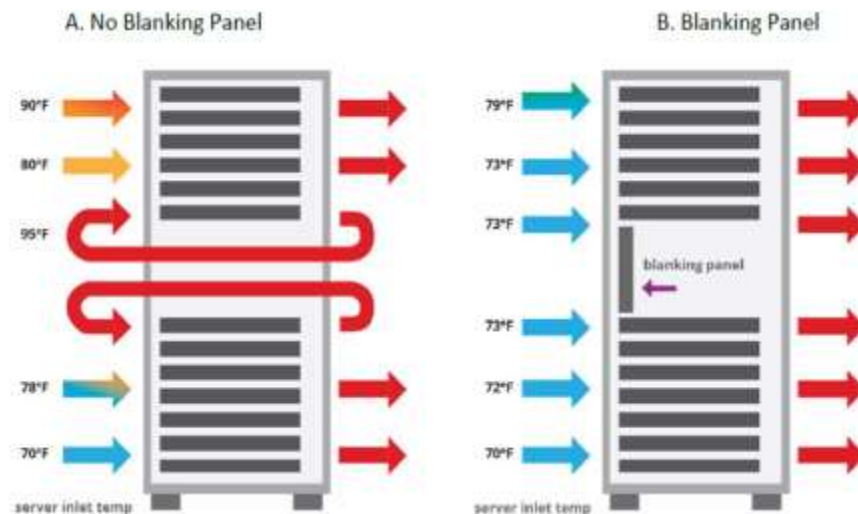 A. No Blanking Panel
90°F
80°F
95°F
78°F
70°F
server inlet temp
B. Blanking Panel
79°F
73°F
73°F
blanking panel
73°F
72°F
70°F
server inlet temp